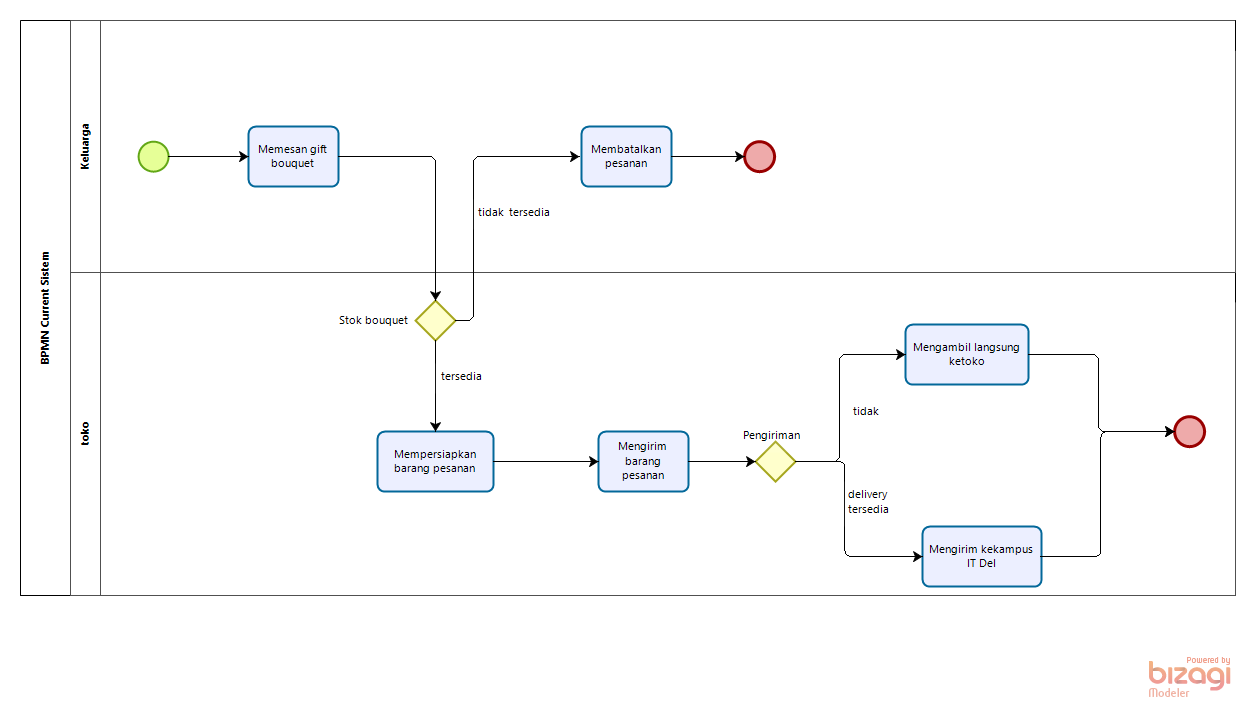 BPMN Current Sistem
Keluarga
Memesan gift
bouquet
Membatalkan
pesanan
tidak tersedia
toko
Stok bouquet
tersedia
Mempersiapkan
barang pesanan
Mengirim
barang
pesanan
Pengiriman
tidak
Mengambil langsung
ketoko
delivery
tersedia
Mengirim kekampus
IT Del
Powered by
bizagi
Modeler